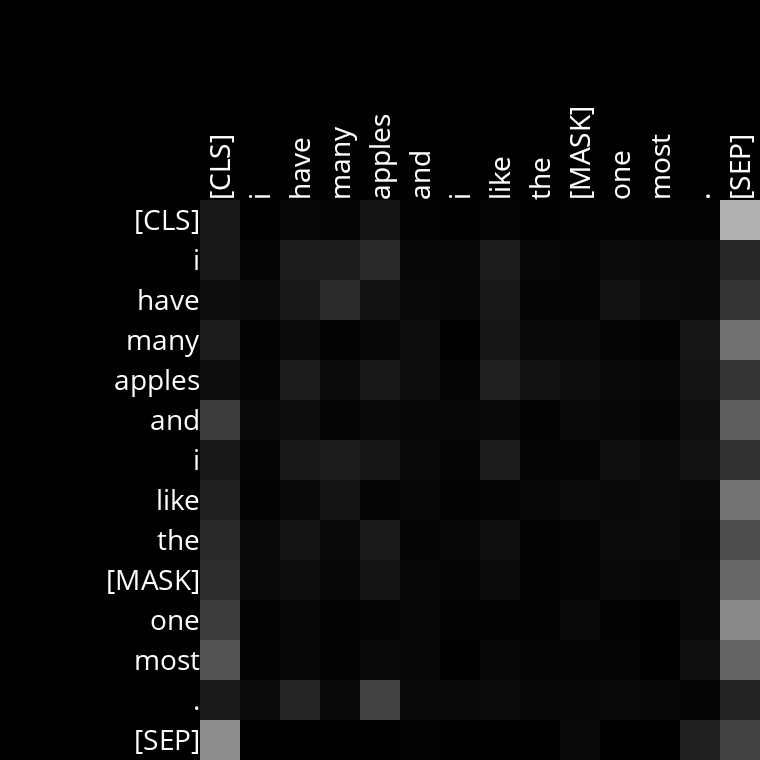 [CLS] i have many apples and i like the [MASK] one most . [SEP]
[CLS]
i
have
many
apples
and
i
like
the
[MASK]
one
most
.
[SEP]